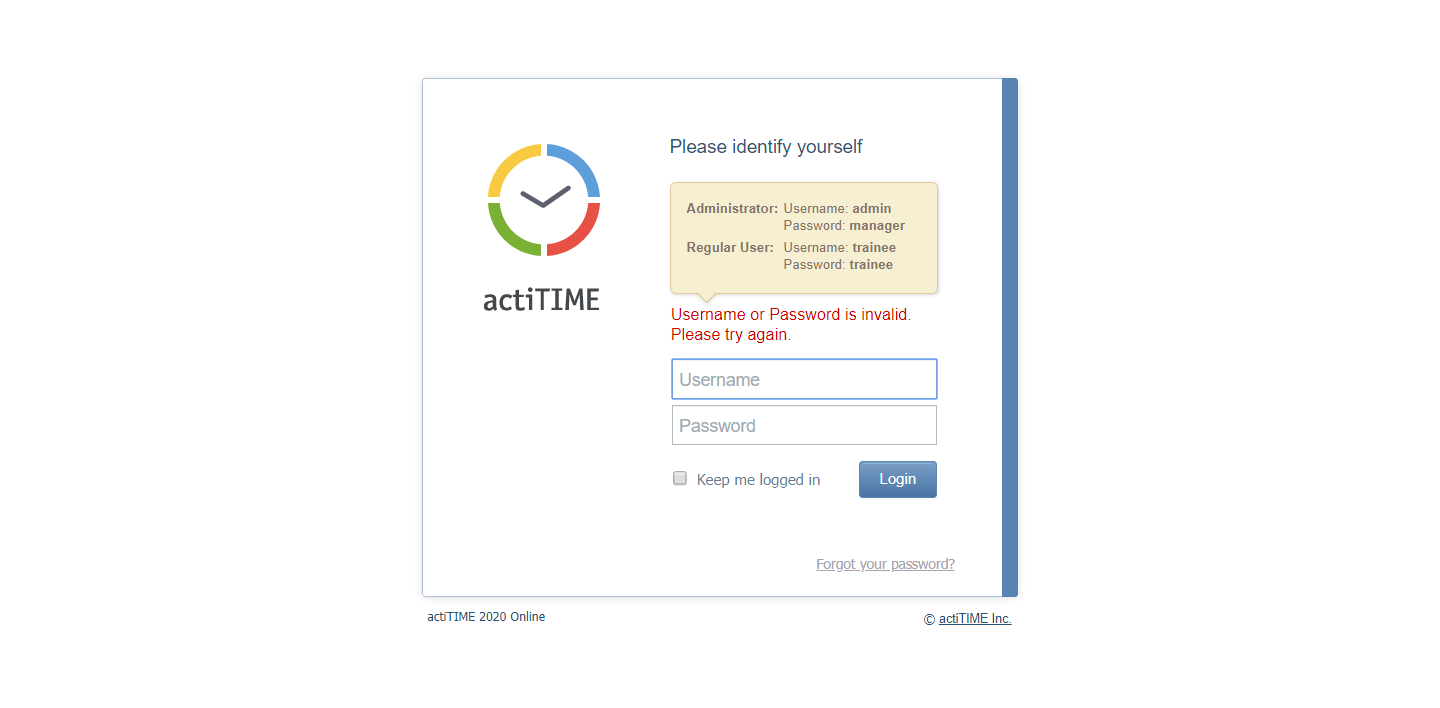 Please identify yourself
Administrator: Username: admin
Password: manager
Regular User: Username: trainee
Password: trainee
actiTIME
Username or Password is invalid.
Please try again.
Username
Password
Keep me logged in Login
Forgot your password?
actiTIME 2020 Online © actiTIME Inc.